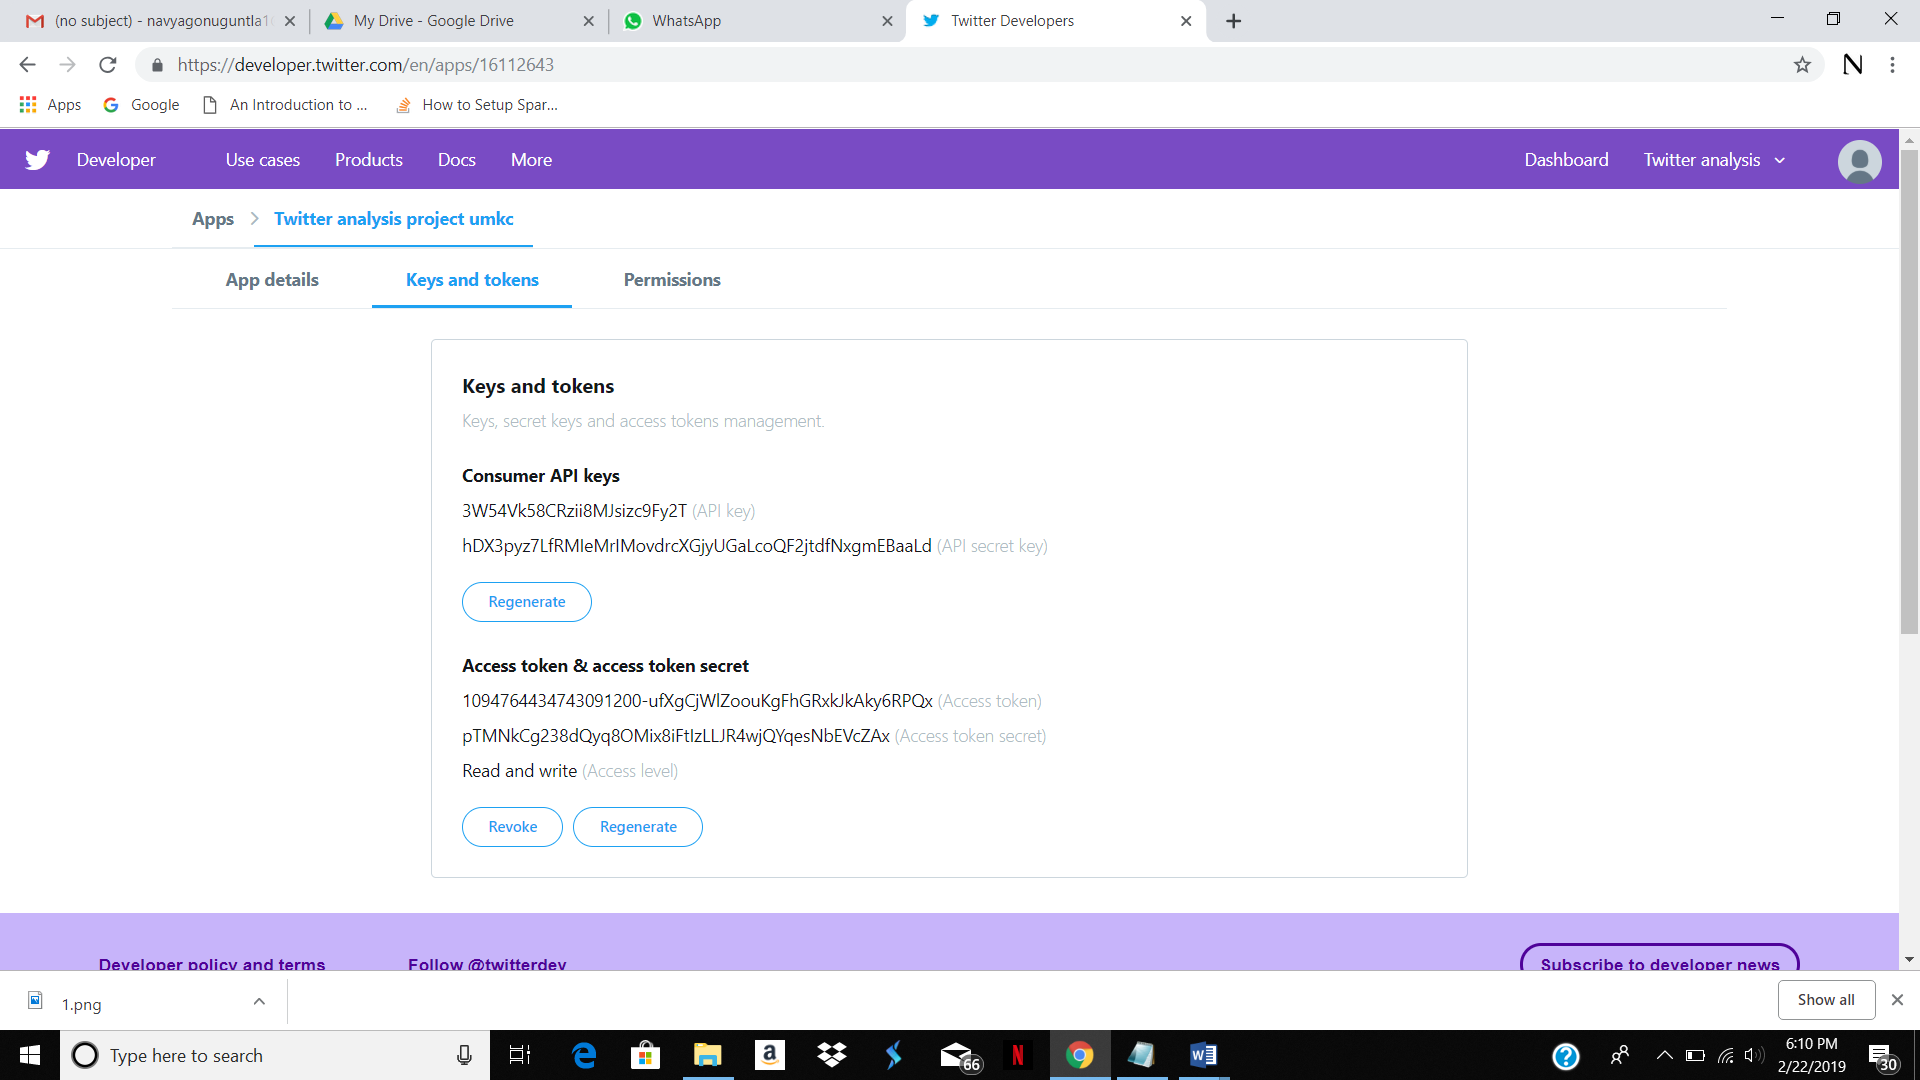 (no subject) - navyagonuguntla1
My Drive - Google Drive
WhatsApp
Twitter Developers
https://developer.twitter.com/en/apps/16112643
N
Apps
Google
An Introduction to ...
How to Setup Spar...
Developer
Use cases
Products
Docs
More
Dashboard
Twitter analysis
Apps > Twitter analysis project umkc
App details
Keys and tokens
Permissions
Keys and tokens
Keys, secret keys and access tokens management.
Consumer API keys
3W54Vk58CRzii8MJsizc9Fy2T (API key)
hDX3pyz7LfRMIeMrIMovdrcXGjyUGaLcoQF2jtdfNxgmEBaaLd (API secret key)
Regenerate
Access token & access token secret
1094764434743091200-ufXgCjWlZoouKgFhGRxkJkAky6RPQx (Access token)
pTMNkCg238dQyq8OMix8iFtIzLLJR4wjQYqesNbEVcZAx (Access token secret)
Read and write (Access level)
Revoke
Regenerate
Developer policy and terms
Follow @twitterdev
Subscribe to developer news
1.png
Show all
Type here to search
66
6:10 PM
2/22/2019
30